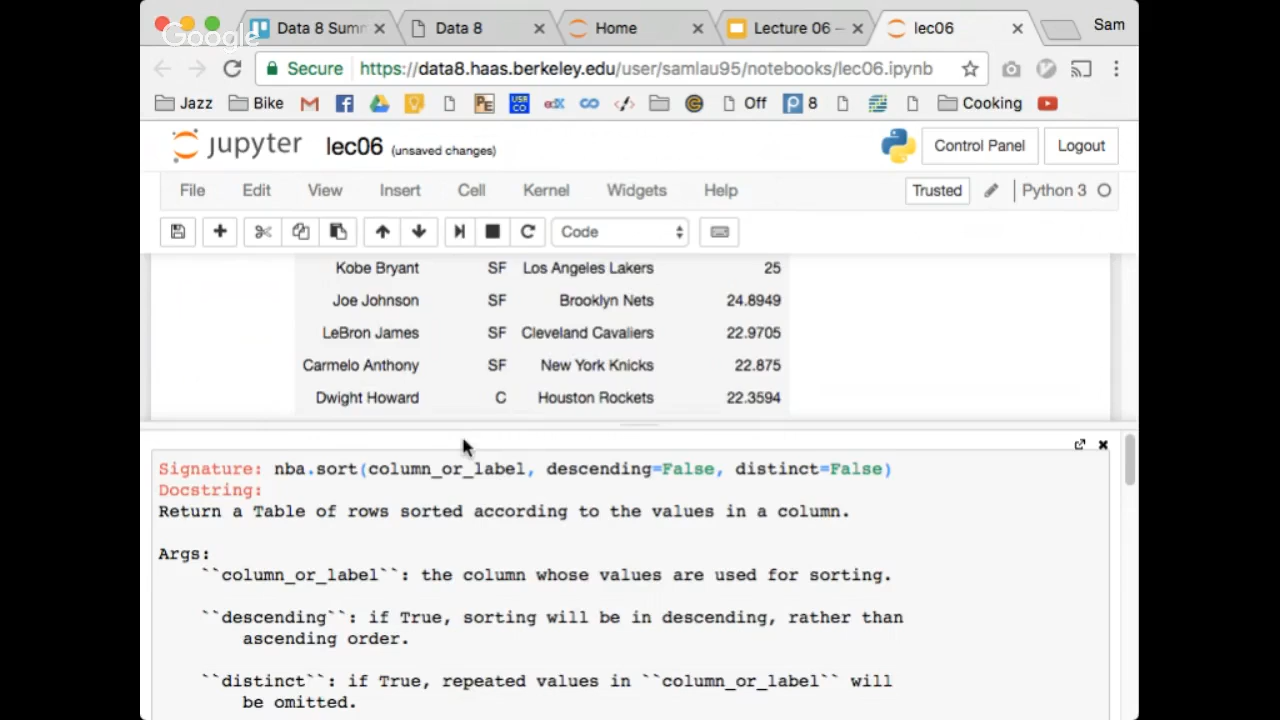 Google
Data 8 Sum
Data 8
Home
Lecture 06 –
lec06
Sam
Secure
https://data8.haas.berkeley.edu/user/samlau95/notebooks/lec06.ipynb
Jazz
Bike
PE
USE CO
edX
Off
P 8
Cooking
jupyter
lec06 (unsaved changes)
Control Panel
Logout
File Edit View Insert Cell Kernel Widgets Help
Trusted
Python 3
Code
Kobe Bryant SF Los Angeles Lakers 25
Joe Johnson SF Brooklyn Nets 24.8949
LeBron James SF Cleveland Cavaliers 22.9705
Carmelo Anthony SF New York Knicks 22.875
Dwight Howard C Houston Rockets 22.3594
Signature: nba.sort(column_or_label, descending=False, distinct=False)
Docstring:
Return a Table of rows sorted according to the values in a column.
Args:
``column_or_label``: the column whose values are used for sorting.
``descending``: if True, sorting will be in descending, rather than
ascending order.
``distinct``: if True, repeated values in ``column_or_label`` will
be omitted.